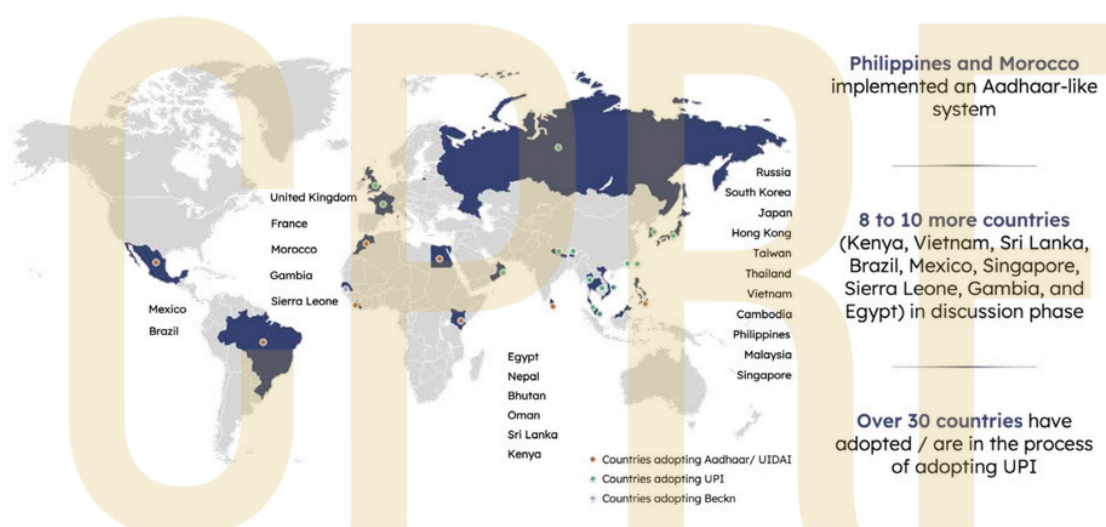 Philippines and Morocco
implemented an Aadhaar-like
system
8 to 10 more countries
(Kenya, Vietnam, Sri Lanka,
Brazil, Mexico, Singapore,
Sierra Leone, Gambia, and
Egypt) in discussion phase
Over 30 countries have
adopted / are in the process
of adopting UPI
United Kingdom
France
Morocco
Gambia
Sierra Leone
Mexico
Brazil
Egypt
Nepal
Bhutan
Oman
Sri Lanka
Kenya
Russia
South Korea
Japan
Hong Kong
Taiwan
Thailand
Vietnam
Cambodia
Philippines
Malaysia
Singapore
Countries adopting Aadhaar/ UIDAI
Countries adopting UPI
Countries adopting Beckn